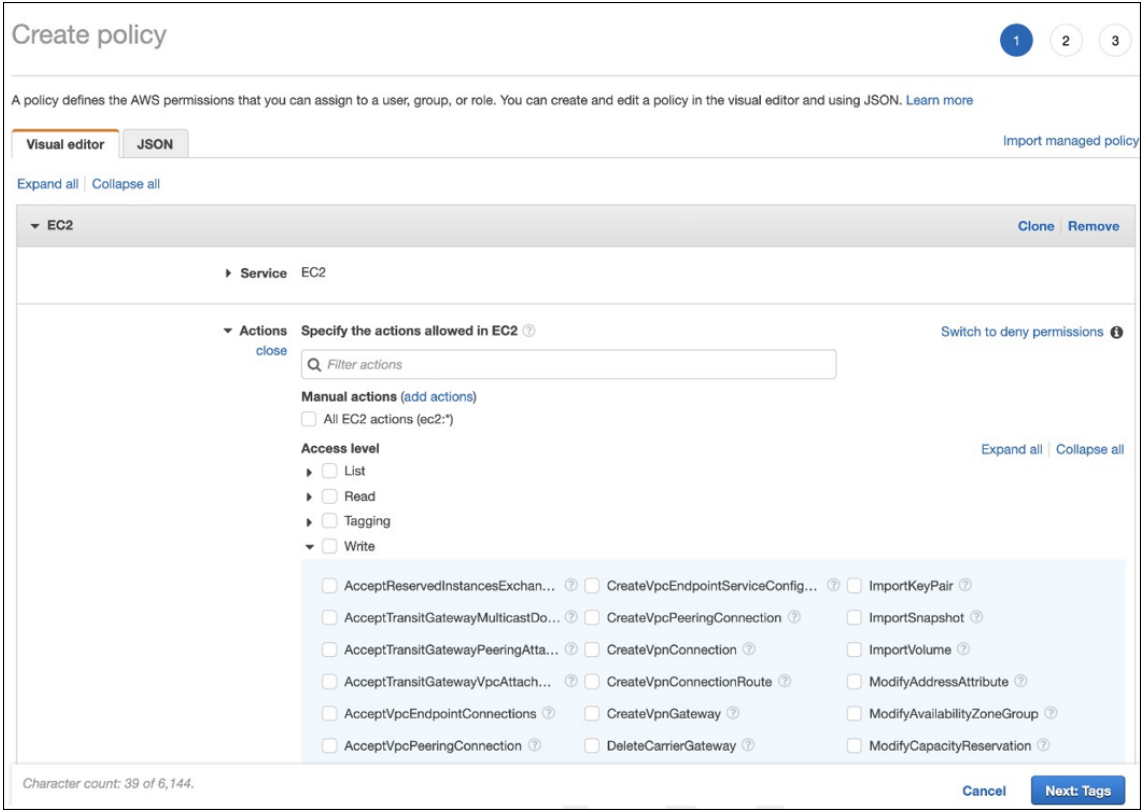 Create policy
1 2 3
A policy defines the AWS permissions that you can assign to a user, group, or role. You can create and edit a policy in the visual editor and using JSON. Learn more
Visual editor JSON Import managed policy
Expand all Collapse all
EC2 Clone Remove
Service EC2
Actions Specify the actions allowed in EC2 Switch to deny permissions
close
Filter actions
Manual actions (add actions)
All EC2 actions (ec2:*)
Access level Expand all Collapse all
List
Read
Tagging
Write
AcceptReservedInstancesExchan... CreateVpcEndpointServiceConfig... ImportKeyPair
AcceptTransitGatewayMulticastDo... CreateVpcPeeringConnection ImportSnapshot
AcceptTransitGatewayPeeringAtta... CreateVpnConnection ImportVolume
AcceptTransitGatewayVpcAttach... CreateVpnConnectionRoute ModifyAddressAttribute
AcceptVpcEndpointConnections CreateVpnGateway ModifyAvailabilityZoneGroup
AcceptVpcPeeringConnection DeleteCarrierGateway ModifyCapacityReservation
Character count: 39 of 6,144.
Cancel Next: Tags